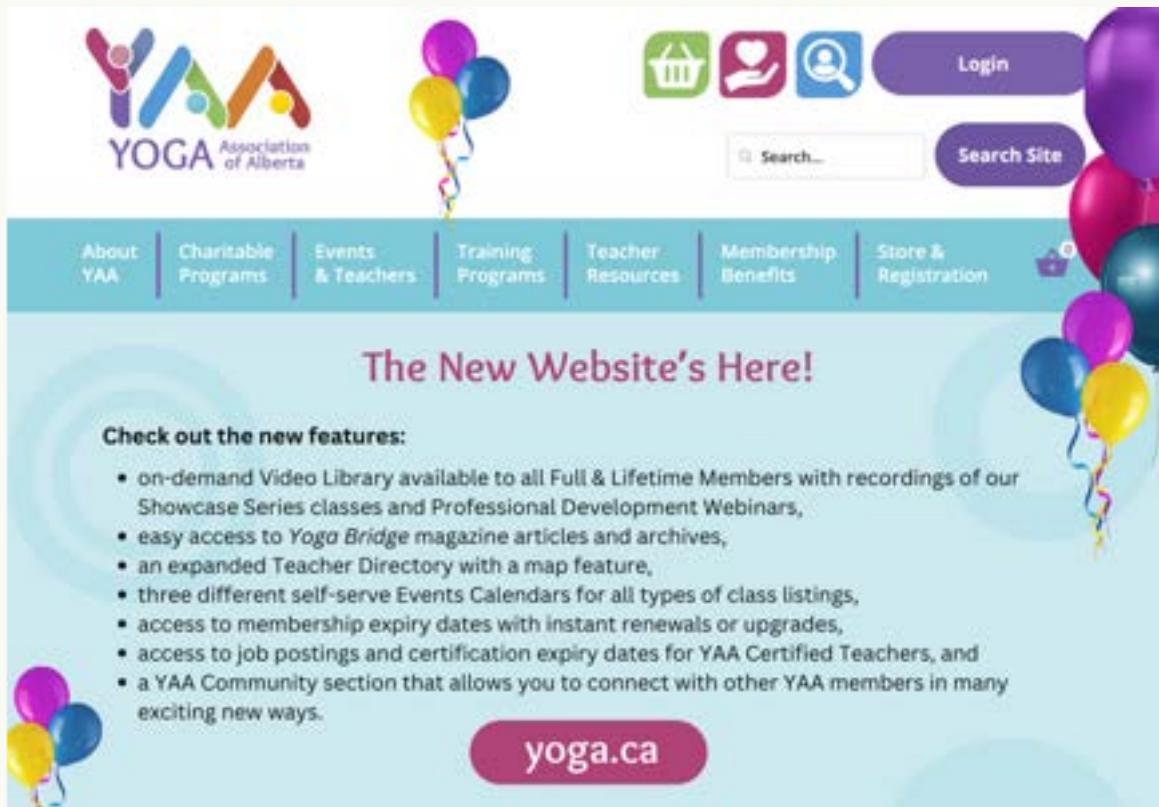 YAA
YOGA Association
of Alberta
Login
Search...
Search Site
About
YAA
Charitable
Programs
Events
& Teachers
Training
Programs
Teacher
Resources
Membership
Benefits
Store &
Registration
0
The New Website's Here!
Check out the new features:
• on-demand Video Library available to all Full & Lifetime Members with recordings of our
Showcase Series classes and Professional Development Webinars,
• easy access to Yoga Bridge magazine articles and archives,
• an expanded Teacher Directory with a map feature,
• three different self-serve Events Calendars for all types of class listings,
• access to membership expiry dates with instant renewals or upgrades,
• access to job postings and certification expiry dates for YAA Certified Teachers, and
• a YAA Community section that allows you to connect with other YAA members in many
exciting new ways.
yoga.ca